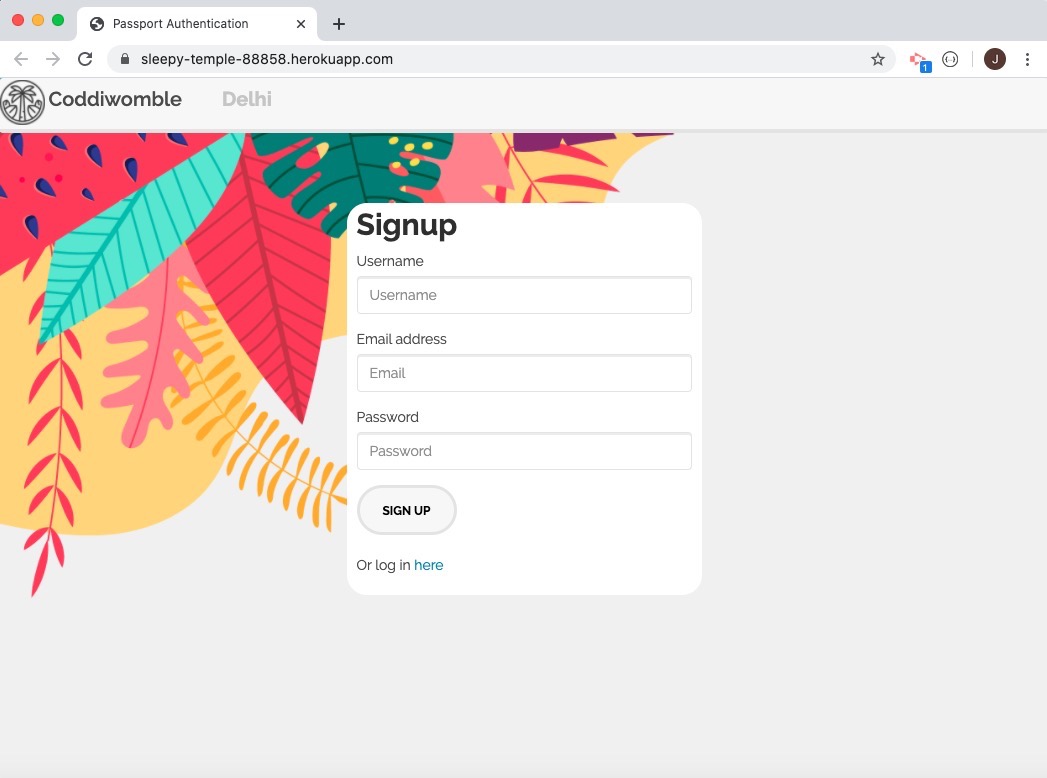 Passport Authentication
sleepy-temple-88858.herokuapp.com
1
J
Coddiwomble Delhi
Signup
Username
Username
Email address
Email
Password
Password
SIGN UP
Or log in here